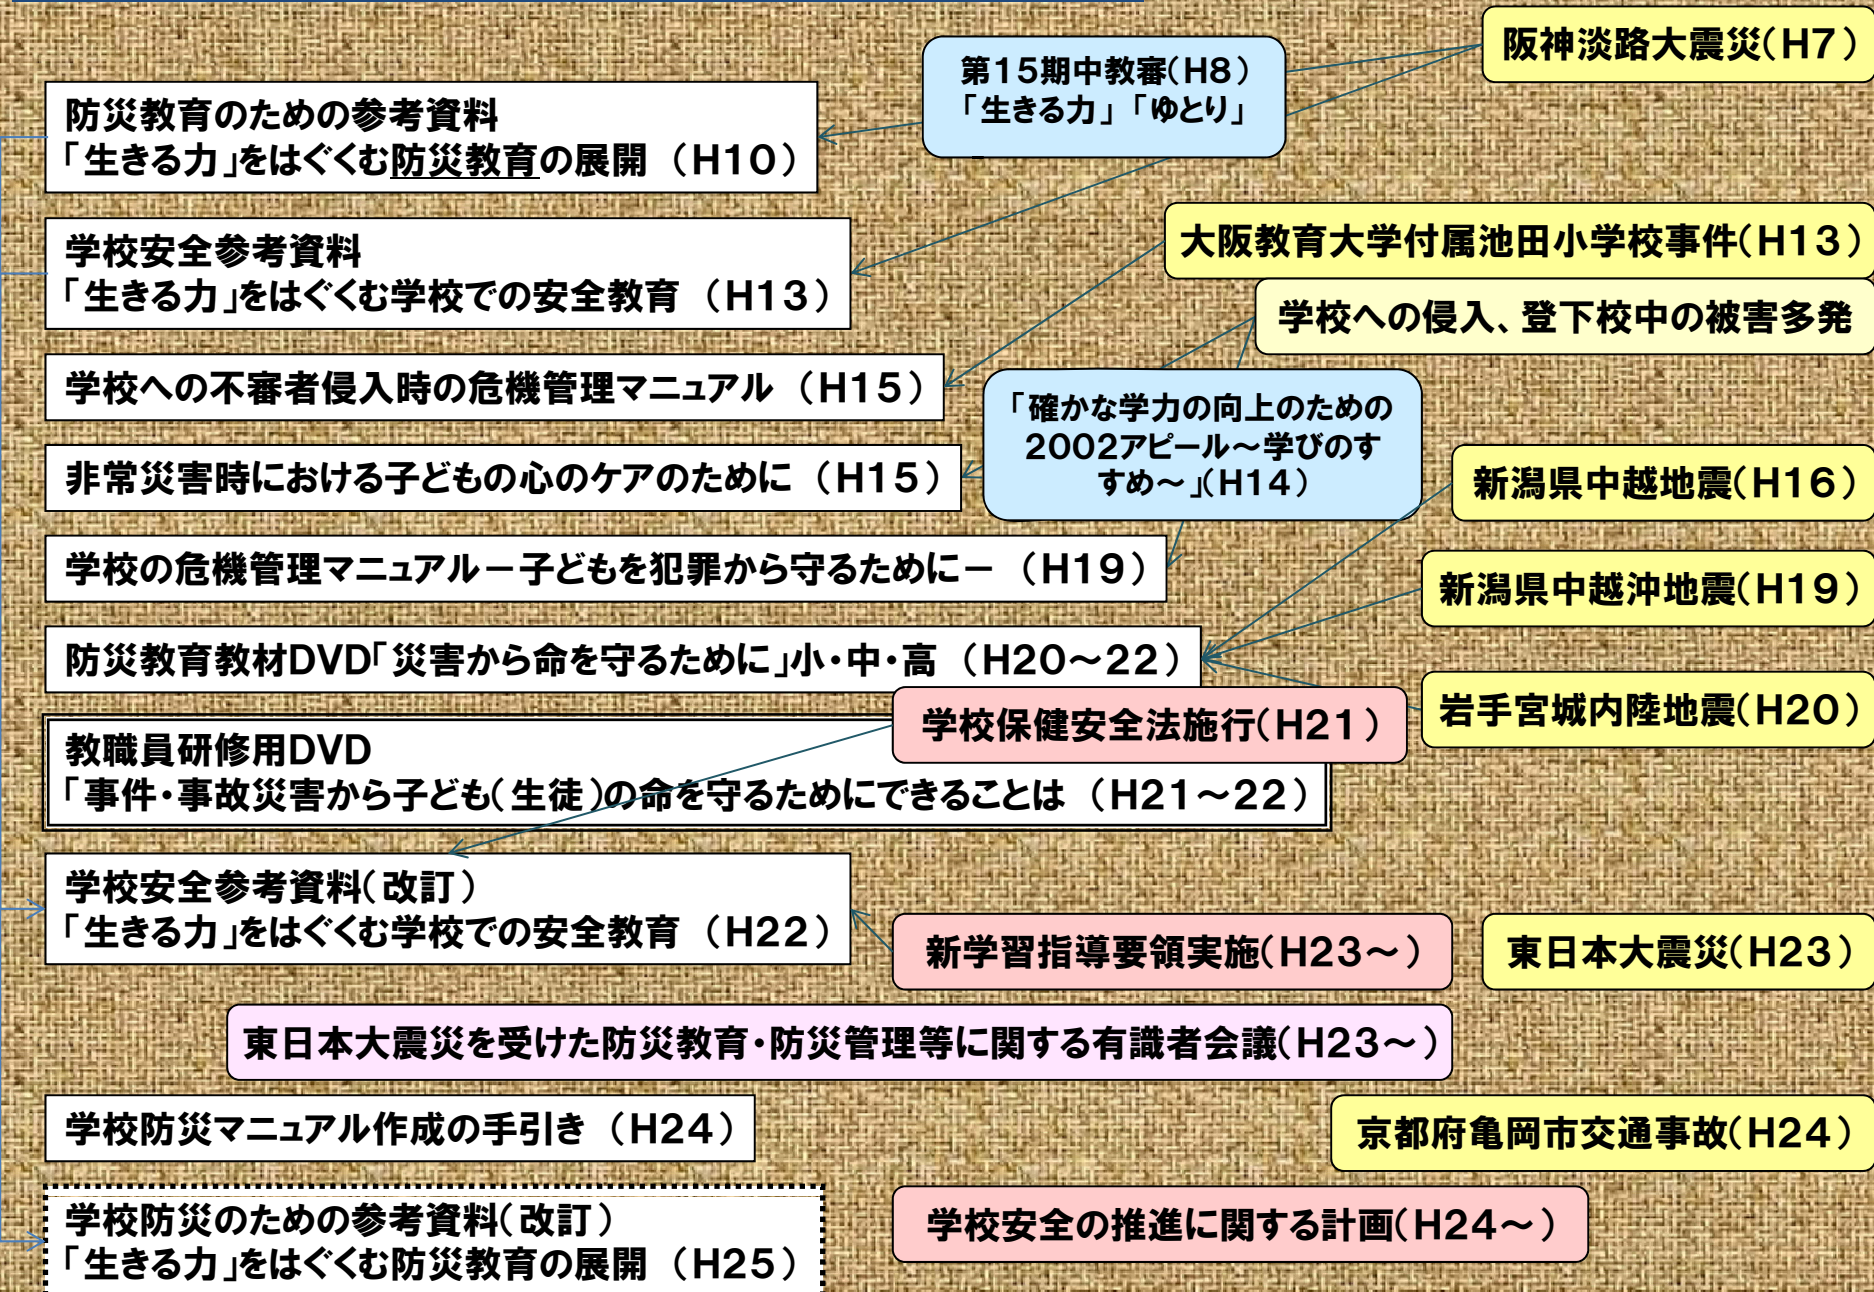 阪神淡路大震災(H7)
第15期中教審(H8)
「生きる力」「ゆとり」
防災教育のための参考資料
「生きる力」をはぐくむ防災教育の展開 (H10)
学校安全参考資料
「生きる力」をはぐくむ学校での安全教育 (H13)
大阪教育大学付属池田小学校事件(H13)
学校への侵入、登下校中の被害多発
学校への不審者侵入時の危機管理マニュアル (H15)
「確かな学力の向上のための
2002アピール～学びのす
すめ～」(H14)
非常災害時における子どもの心のケアのために (H15)
新潟県中越地震(H16)
学校の危機管理マニュアル－子どもを犯罪から守るために－ (H19)
新潟県中越沖地震(H19)
防災教育教材DVD「災害から命を守るために」小・中・高 (H20～22)
岩手宮城内陸地震(H20)
学校保健安全法施行(H21)
教職員研修用DVD
「事件・事故災害から子ども(生徒)の命を守るためにできることは (H21～22)
学校安全参考資料(改訂)
「生きる力」をはぐくむ学校での安全教育 (H22)
新学習指導要領実施(H23～)
東日本大震災(H23)
東日本大震災を受けた防災教育・防災管理等に関する有識者会議(H23～)
学校防災マニュアル作成の手引き (H24)
京都府亀岡市交通事故(H24)
学校防災のための参考資料(改訂)
「生きる力」をはぐくむ防災教育の展開 (H25)
学校安全の推進に関する計画(H24～)